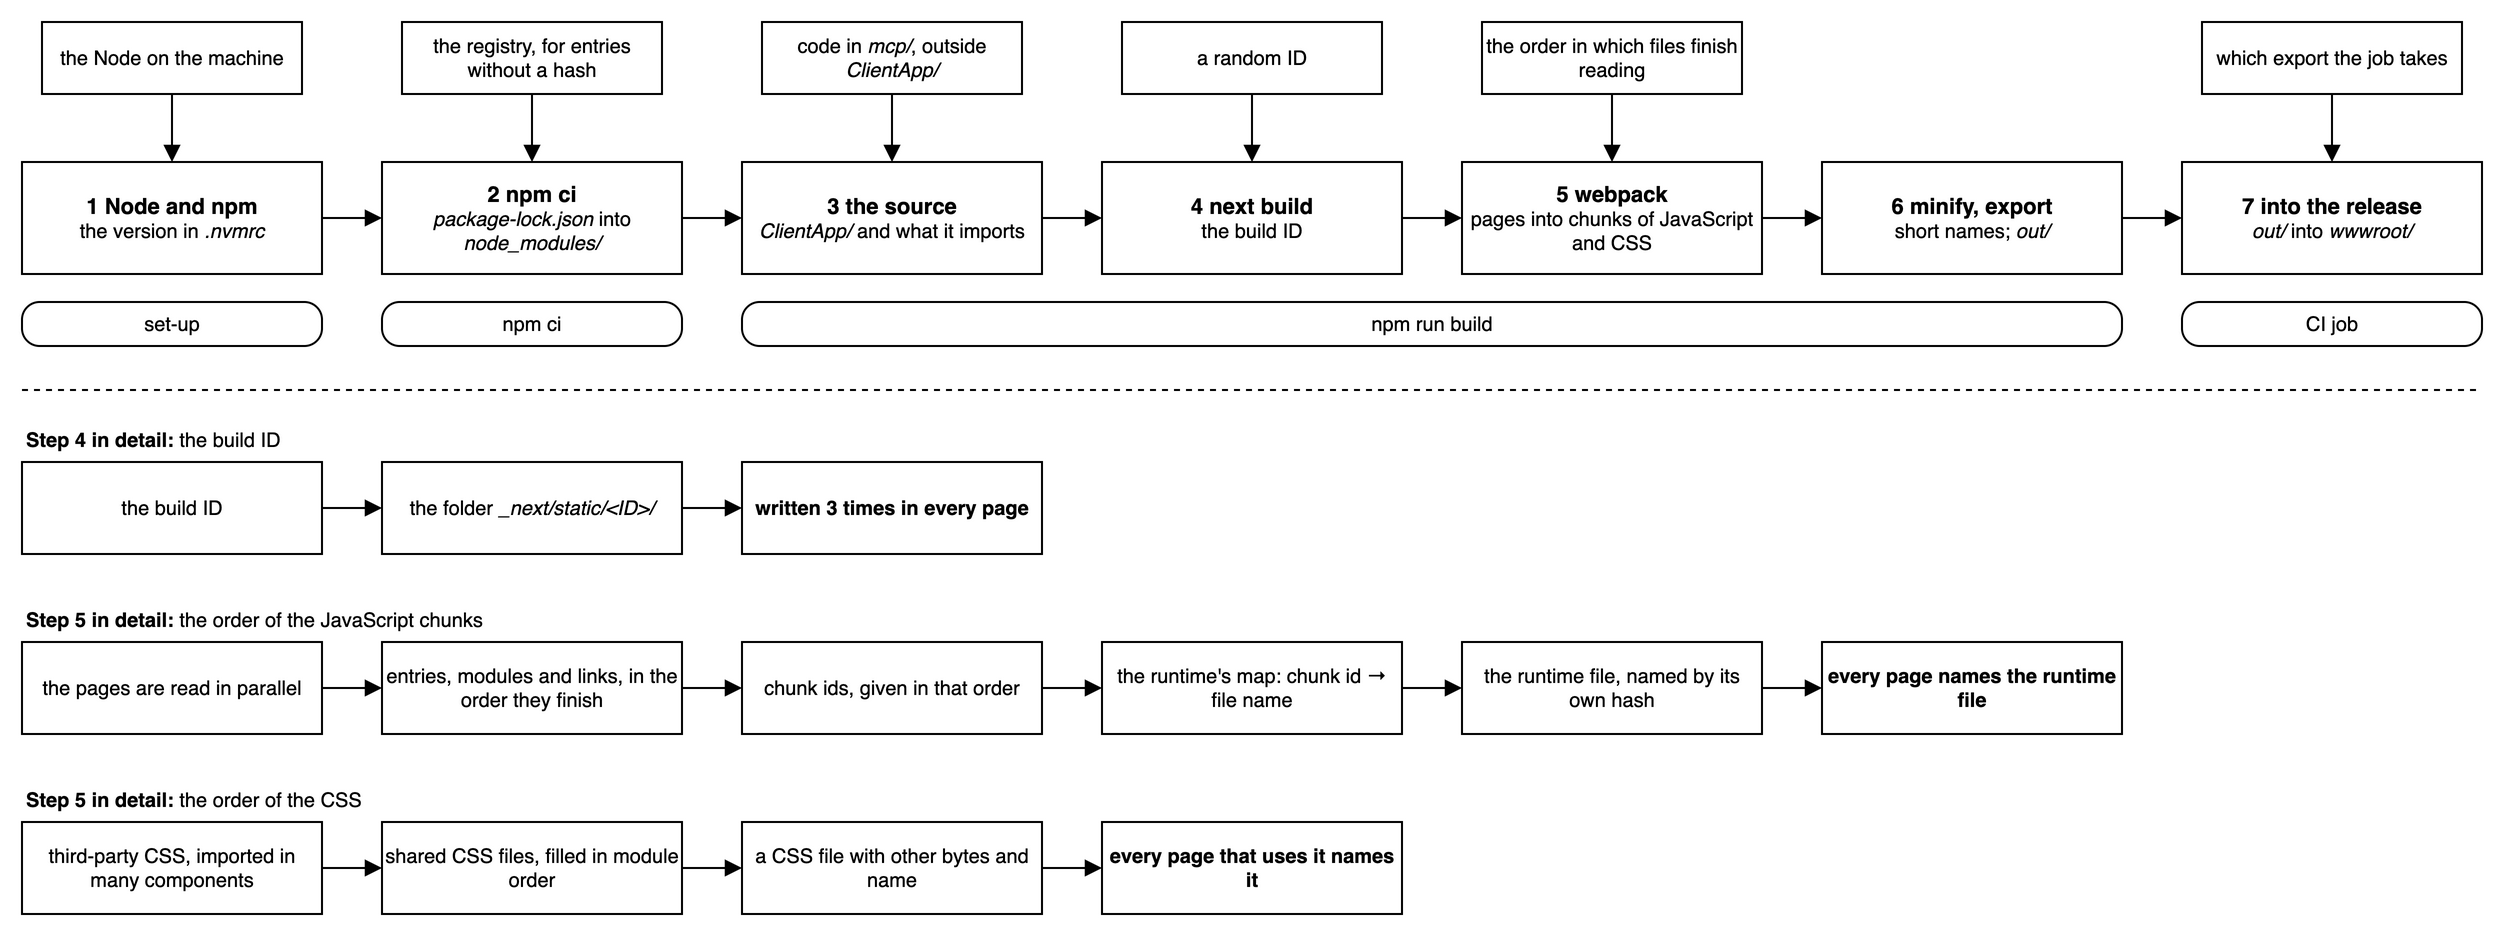 the Node on the machine
the registry, for entries
without a hash
code in mcp/, outside
ClientApp/
a random ID
the order in which files finish
reading
which export the job takes
1 Node and npm
the version in .nvmrc
2 npm ci
package-lock.json into
node_modules/
3 the source
ClientApp/ and what it imports
4 next build
the build ID
5 webpack
pages into chunks of JavaScript
and CSS
6 minify, export
short names; out/
7 into the release
out/ into wwwroot/
set-up
npm ci
npm run build
CI job
Step 4 in detail: the build ID
the build ID
the folder _next/static/<ID>/
written 3 times in every page
Step 5 in detail: the order of the JavaScript chunks
the pages are read in parallel
entries, modules and links, in the
order they finish
chunk ids, given in that order
the runtime's map: chunk id →
file name
the runtime file, named by its
own hash
every page names the runtime
file
Step 5 in detail: the order of the CSS
third-party CSS, imported in
many components
shared CSS files, filled in module
order
a CSS file with other bytes and
name
every page that uses it names
it